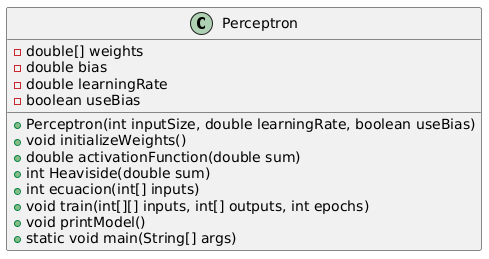 C Perceptron
double[] weights
double bias
double learningRate
boolean useBias
Perceptron(int inputSize, double learningRate, boolean useBias)
void initializeWeights()
double activationFunction(double sum)
int Heaviside(double sum)
int ecuacion(int[] inputs)
void train(int[][] inputs, int[] outputs, int epochs)
void printModel()
static void main(String[] args)